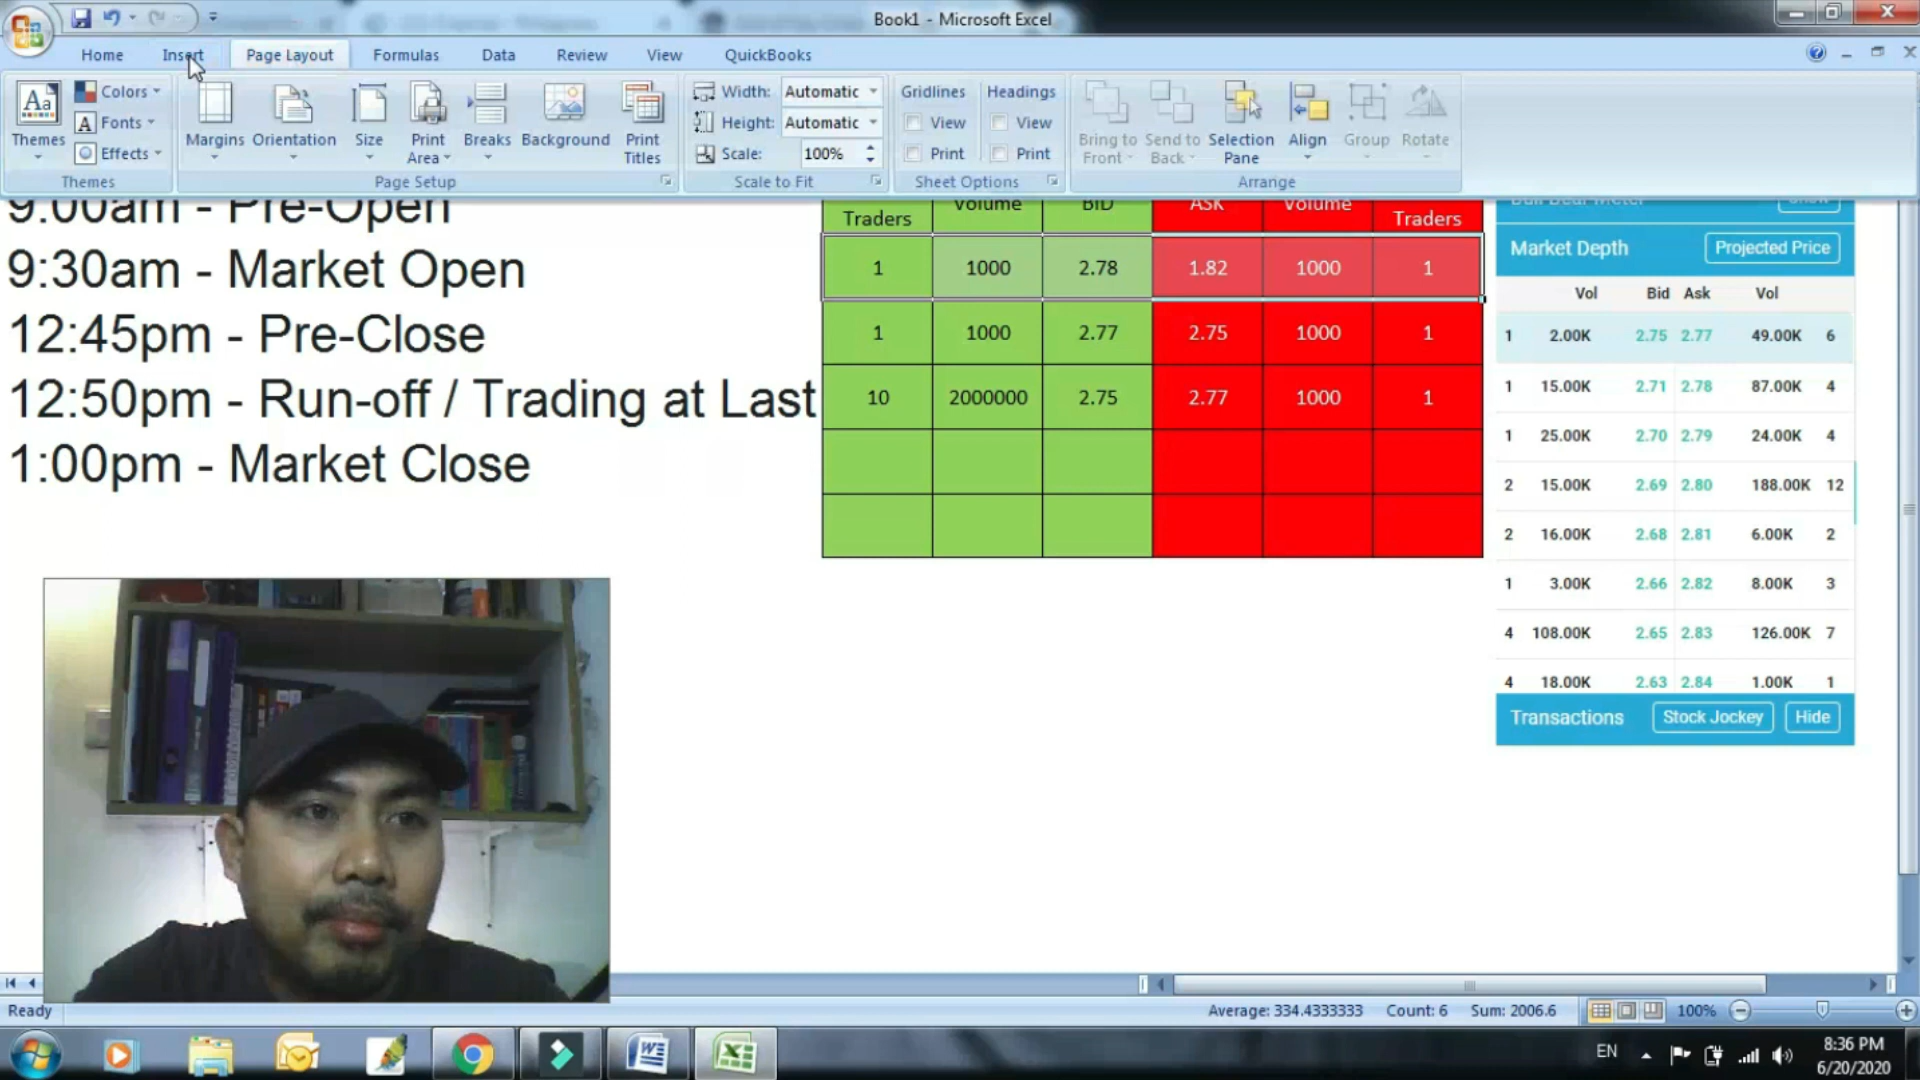 Book1 - Microsoft Excel
Home Insert Page Layout Formulas Data Review View QuickBooks
Themes
Colors
Fonts
Effects
Themes
Margins Orientation Size Print Area Breaks Background Print Titles
Page Setup
Width: Automatic
Height: Automatic
Scale: 100%
Scale to Fit
Gridlines Headings
View View
Print Print
Sheet Options
Bring to Front Send to Back Selection Pane Align Group Rotate
Arrange
9:00am - Pre-Open
9:30am - Market Open
12:45pm - Pre-Close
12:50pm - Run-off / Trading at Last
1:00pm - Market Close
Traders Volume BID ASK Volume Traders
1 1000 2.78 1.82 1000 1
1 1000 2.77 2.75 1000 1
10 2000000 2.75 2.77 1000 1
Bull Bear Meter Show
Market Depth Projected Price
Vol Bid Ask Vol
1 2.00K 2.75 2.77 49.00K 6
1 15.00K 2.71 2.78 87.00K 4
1 25.00K 2.70 2.79 24.00K 4
2 15.00K 2.69 2.80 188.00K 12
2 16.00K 2.68 2.81 6.00K 2
1 3.00K 2.66 2.82 8.00K 3
4 108.00K 2.65 2.83 126.00K 7
4 18.00K 2.63 2.84 1.00K 1
Transactions Stock Jockey Hide
Ready
Average: 334.4333333 Count: 6 Sum: 2006.6 100%
EN
8:36 PM
6/20/2020